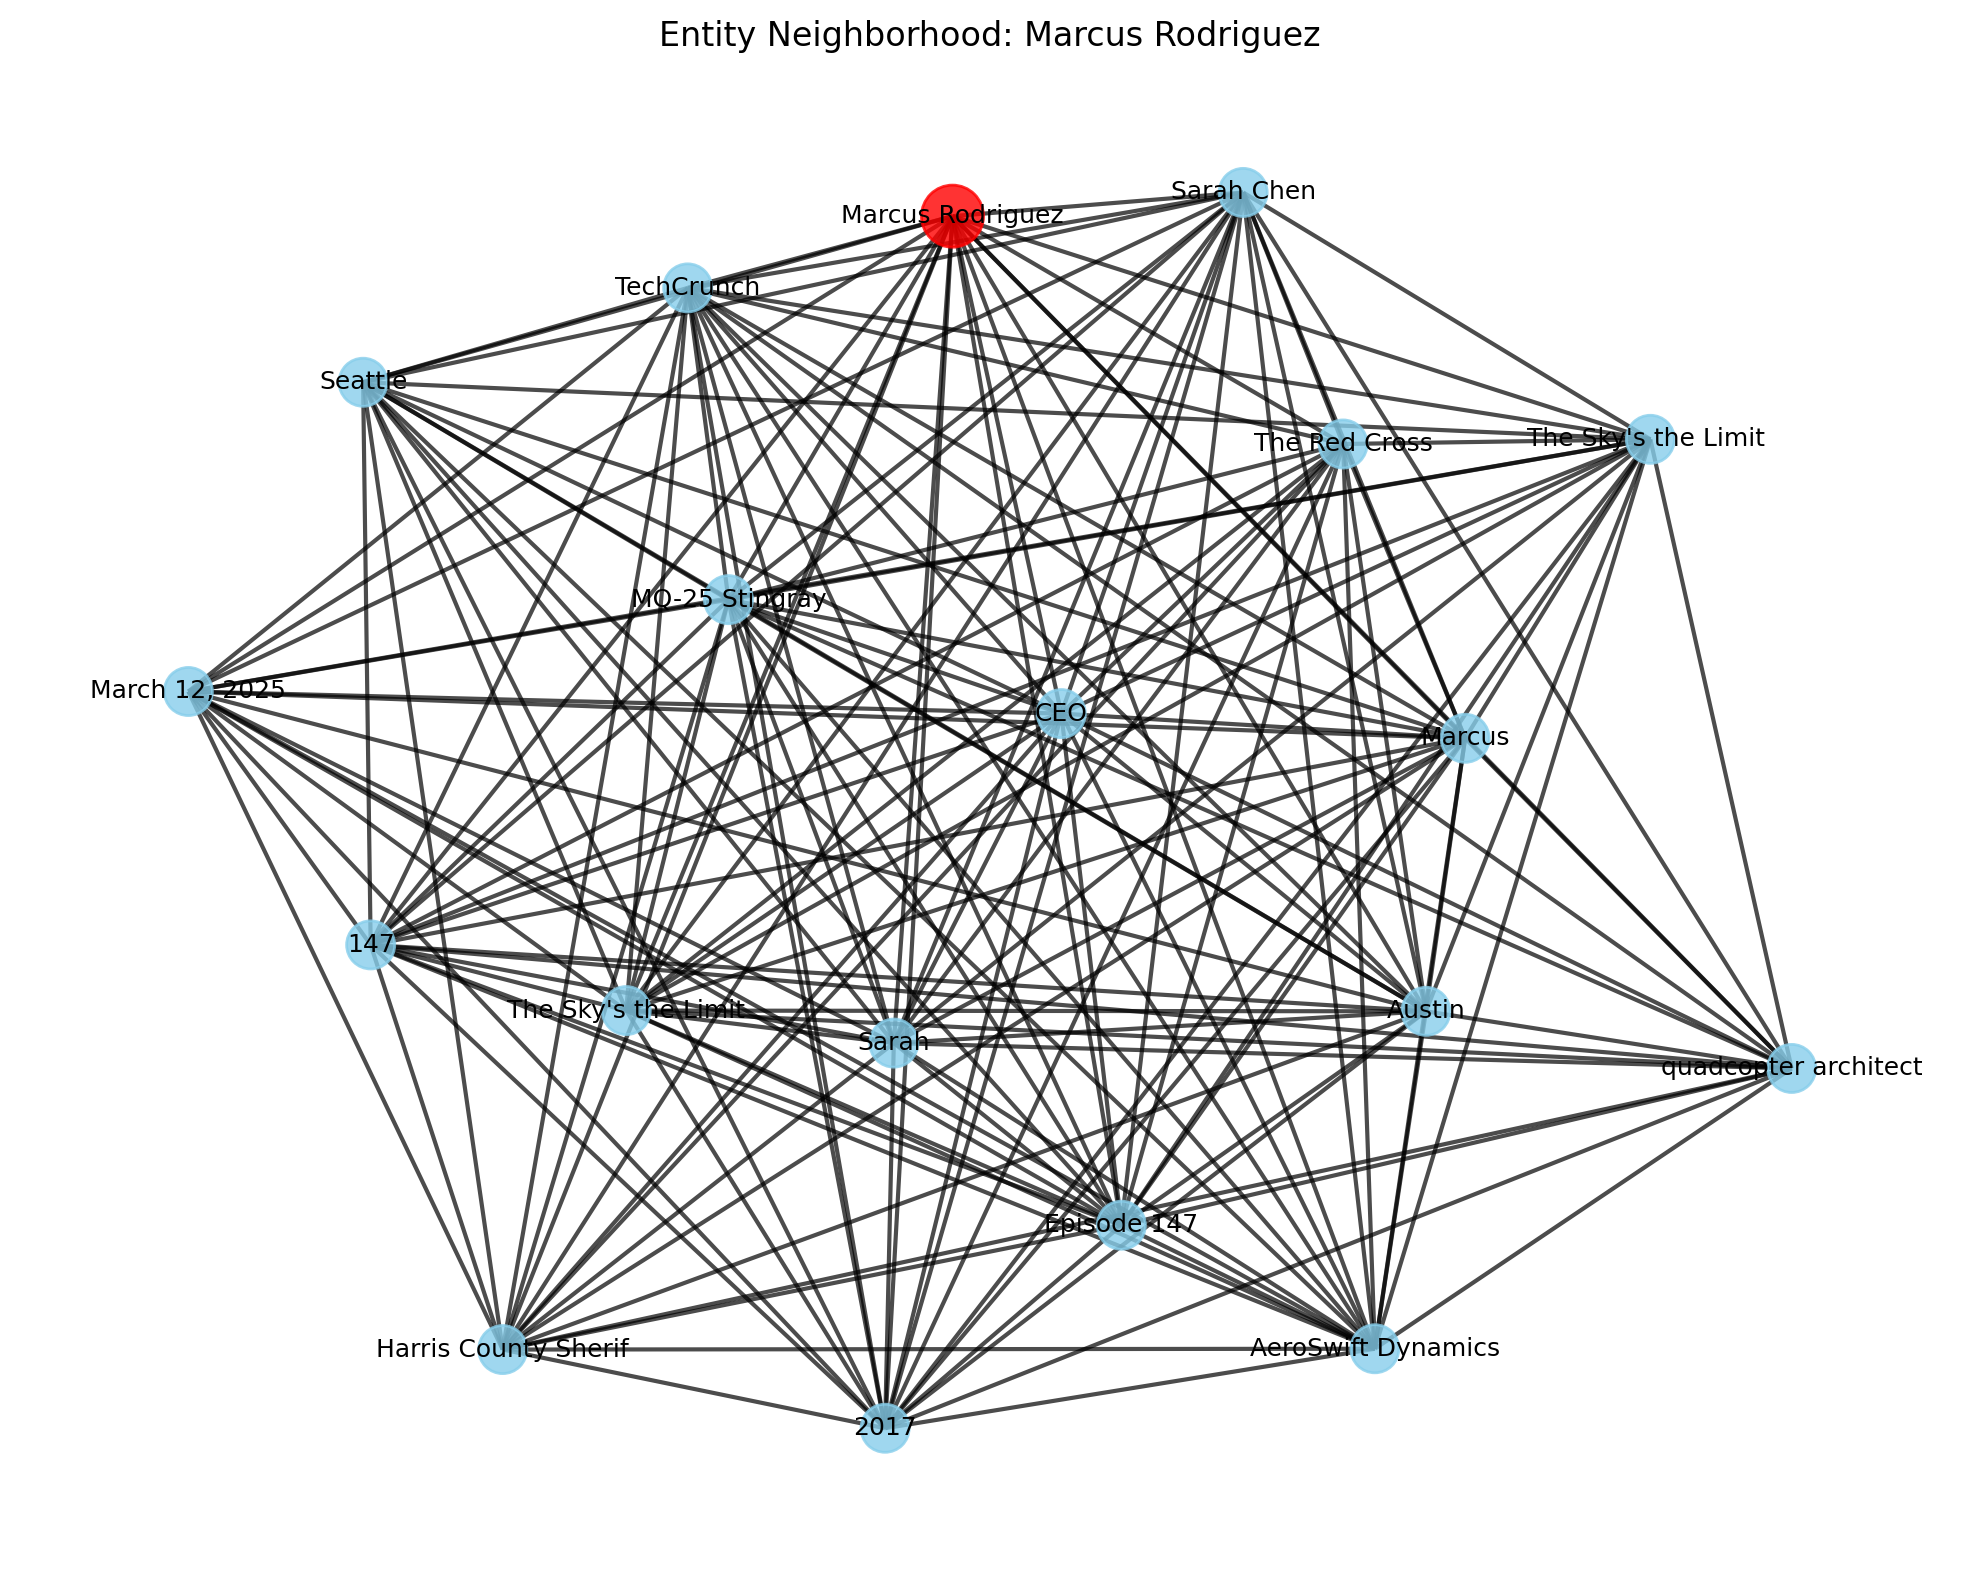 Entity Neighborhood: Marcus Rodriguez
Sarah Chen
Marcus Rodriguez
TechCrunch
Seattle
The Red Cross
The Sky's the Limit
MQ-25 Stingray
March 12, 2025
CEO
Marcus
147
The Sky's the Limit
Sarah
Austin
quadcopter architect
Episode 147
Harris County Sherif
AeroSwift Dynamics
2017